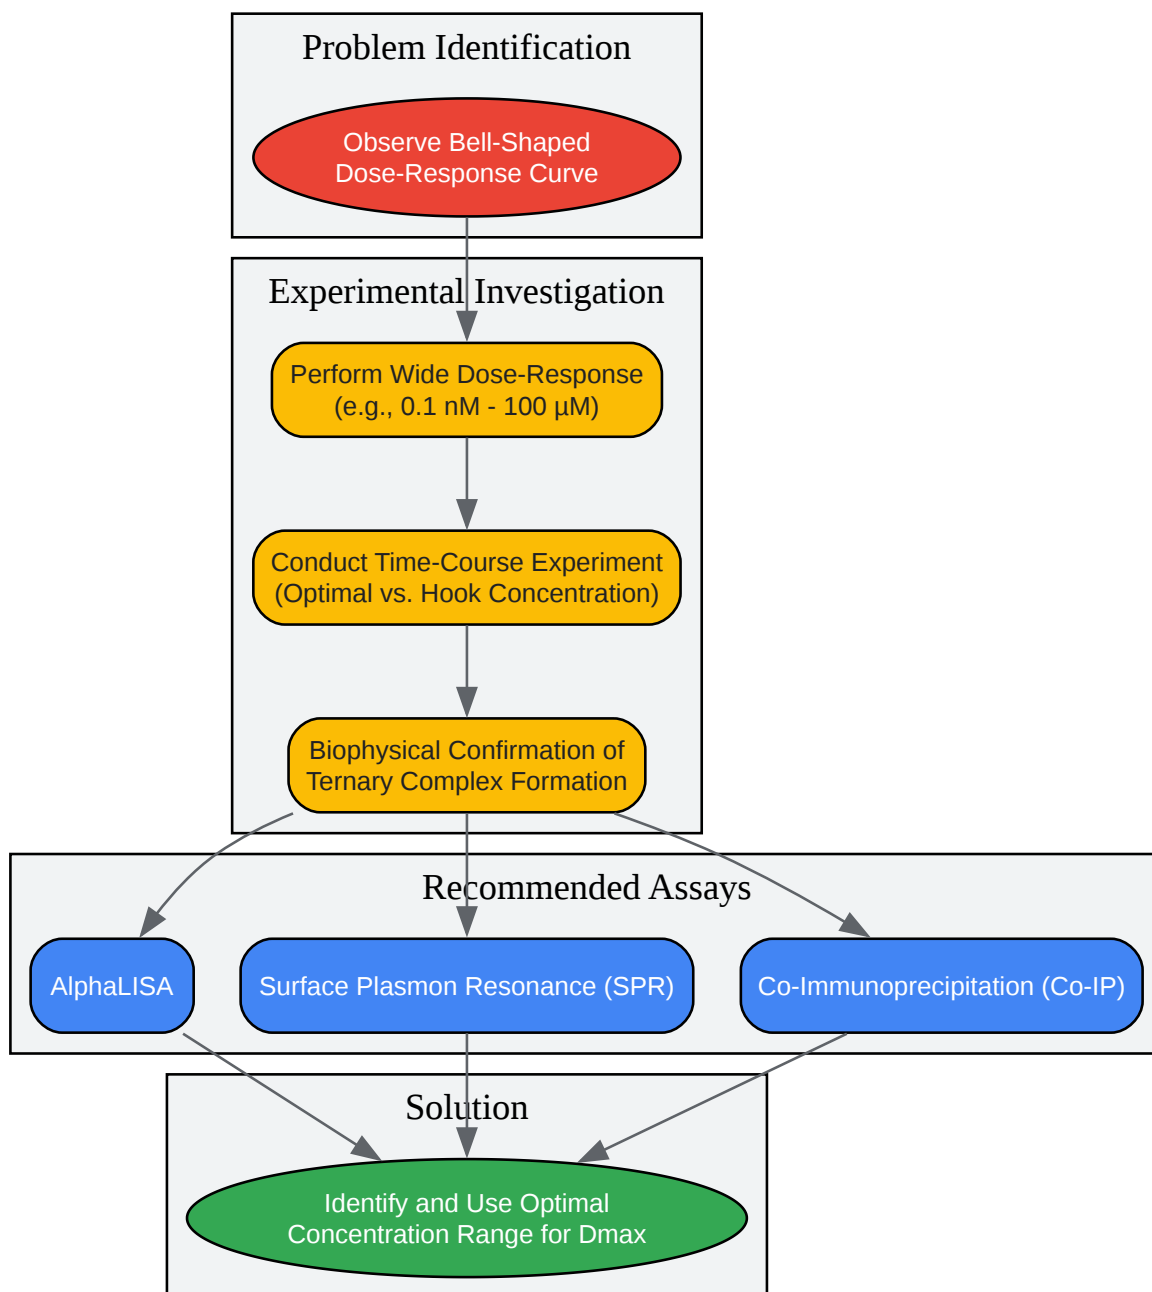 Problem Identification
Observe Bell-Shaped
Dose-Response Curve
Experimental Investigation
Perform Wide Dose-Response
(e.g., 0.1 nM - 100 µM)
Conduct Time-Course Experiment
(Optimal vs. Hook Concentration)
Biophysical Confirmation of
Ternary Complex Formation
Recommended Assays
AlphaLISA
Surface Plasmon Resonance (SPR)
Co-Immunoprecipitation (Co-IP)
Solution
Identify and Use Optimal
Concentration Range for Dmax